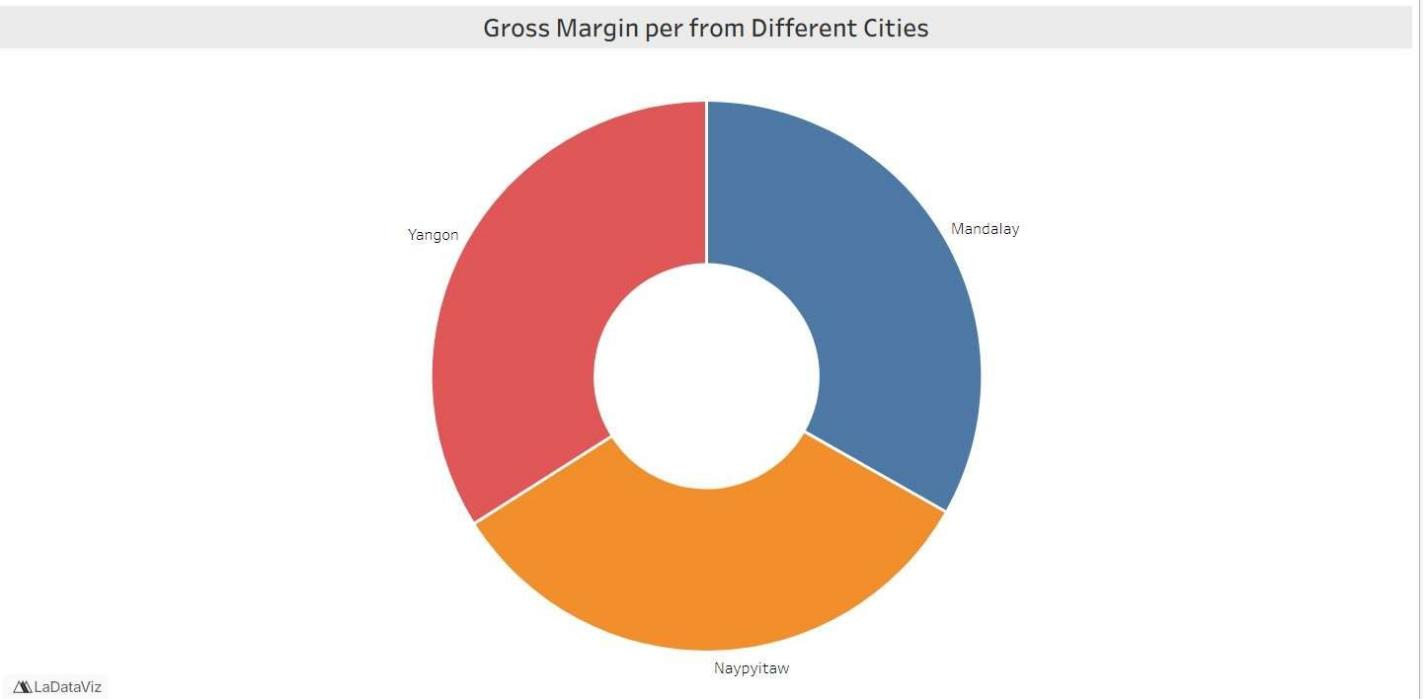 Gross Margin per from Different Cities
Yangon
Mandalay
Naypyitaw
LaDataViz